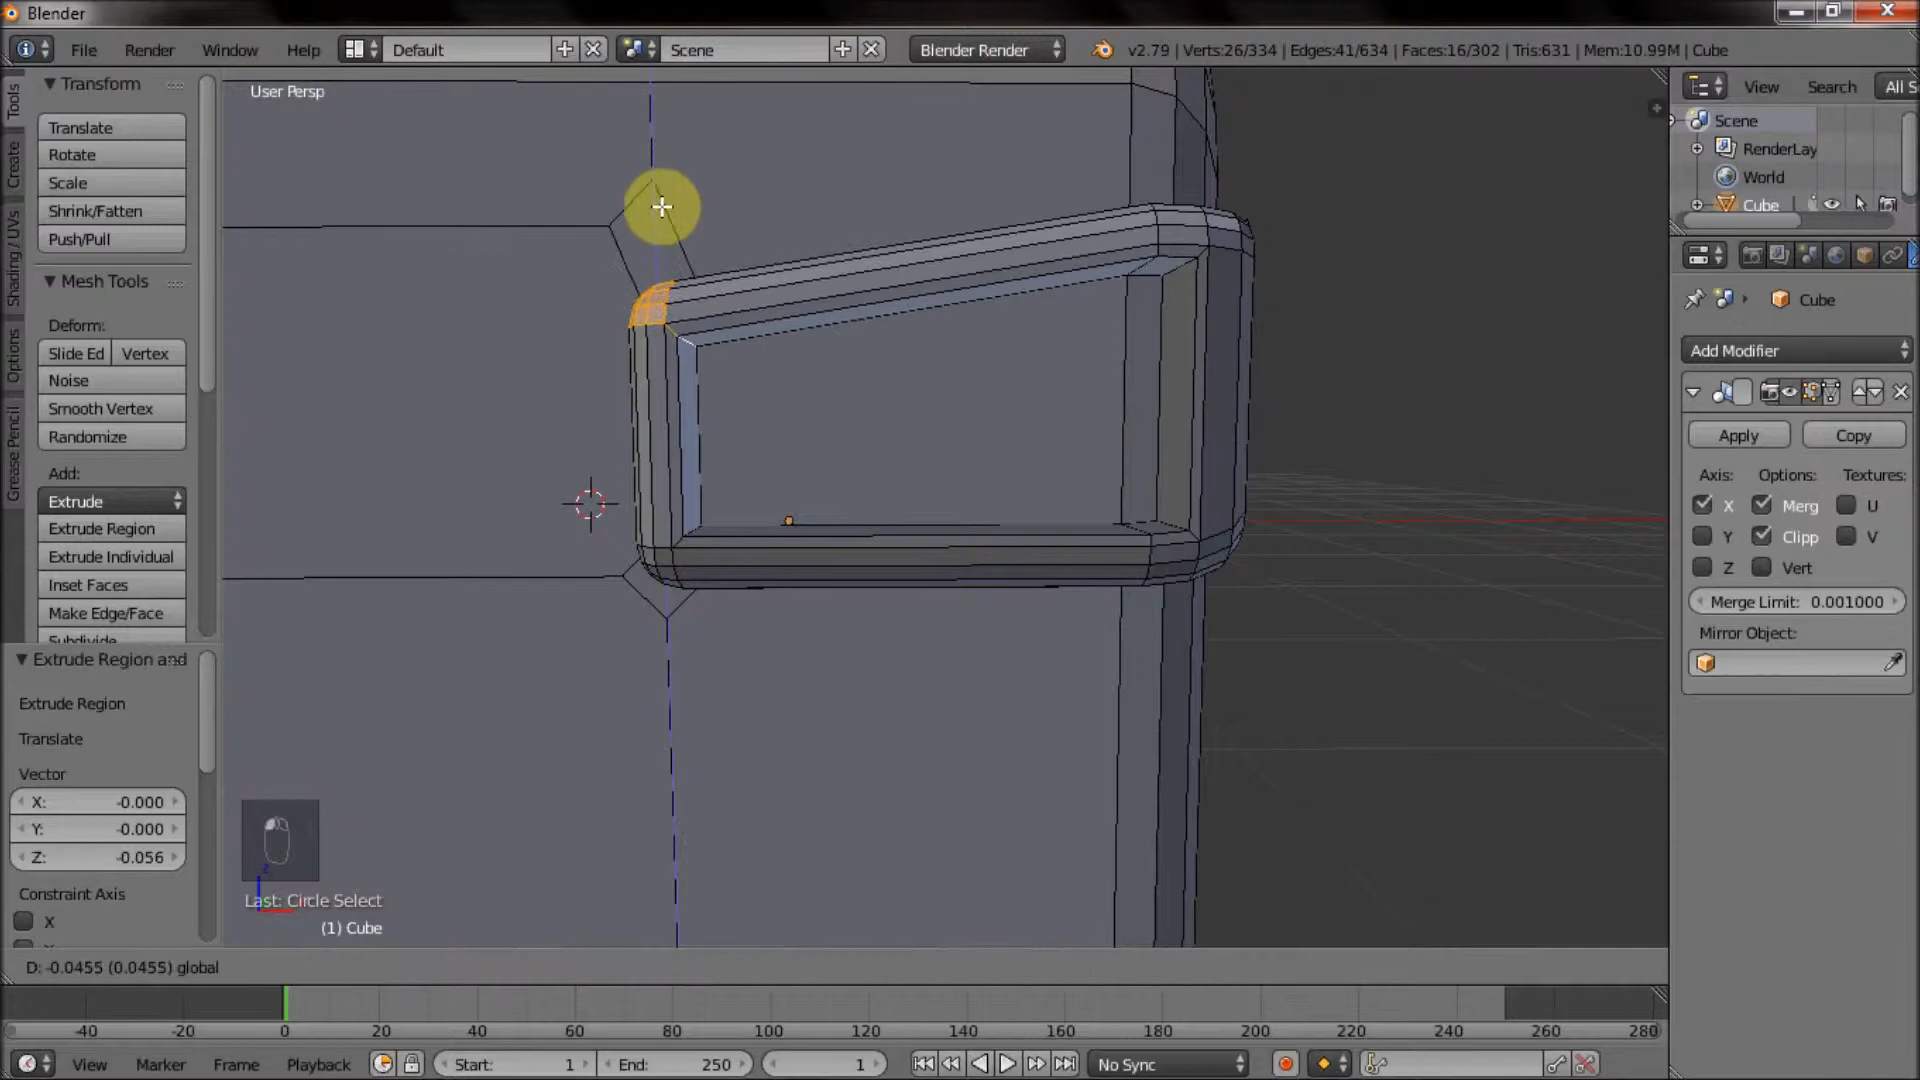 Blender
File Render Window Help Default Scene Blender Render v2.79 | Verts:26/334 | Edges:41/634 | Faces:16/302 | Tris:631 | Mem:10.99M | Cube
Tools
Create
Shading / UVs
Options
Grease Pencil
Transform
Translate
Rotate
Scale
Shrink/Fatten
Push/Pull
Mesh Tools
Deform:
Slide Ed Vertex
Noise
Smooth Vertex
Randomize
Add:
Extrude
Extrude Region
Extrude Individual
Inset Faces
Make Edge/Face
Subdivide
Extrude Region and
Extrude Region
Translate
Vector
X: -0.000
Y: -0.000
Z: -0.056
Constraint Axis
X
User Persp
z
Last: Circle Select
(1) Cube
View Search All S
Scene
RenderLay
World
Cube
Cube
Add Modifier
Apply Copy
Axis: Options: Textures:
X Merg U
Y Clipp V
Z Vert
Merge Limit: 0.001000
Mirror Object:
D: -0.0455 (0.0455) global
-40 -20 0 20 40 60 80 100 120 140 160 180 200 220 240 260 280
View Marker Frame Playback Start: 1 End: 250 1 No Sync